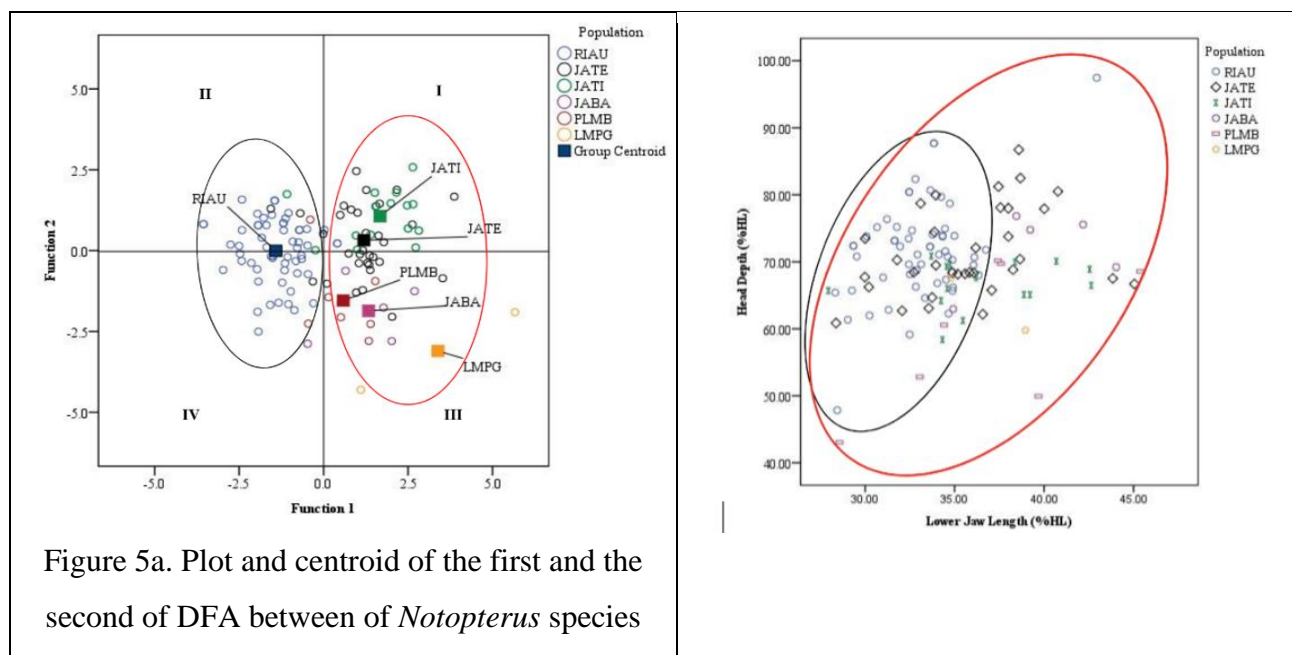 Population
RIAU
JATE
JATI
JABA
PLMB
LMPG
Group Centroid
5.0
2.5
0.0
-2.5
-5.0
Function 2
II
I
IV
III
RIAU
JATI
JATE
PLMB
JABA
LMPG
-5.0
-2.5
0.0
2.5
5.0
Function 1
Figure 5a. Plot and centroid of the first and the
second of DFA between of Notopterus species
Population
RIAU
JATE
JATI
JABA
PLMB
LMPG
100.00
90.00
80.00
70.00
60.00
50.00
40.00
Head Depth (%HL)
30.00
35.00
40.00
45.00
Lower Jaw Length (%HL)